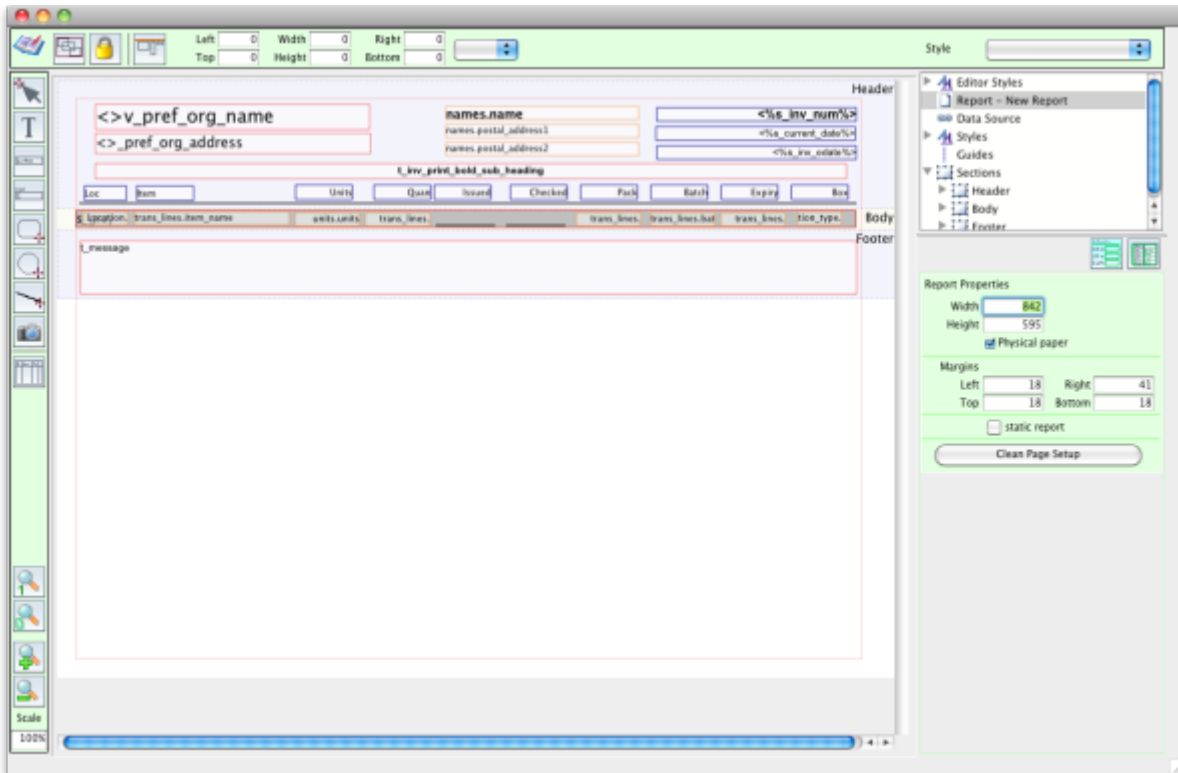 Left 0 Width 0 Right 0
Top 0 Height 0 Bottom 0
Style
Header
<>v_pref_org_name
names.name
<%s_inv_num%>
<>_pref_org_address
names.postal_address1
<%s_current_date%>
names.postal_address2
t_inv_print_bold_sub_heading
Loc Item Units Quan Issued Checked Pack Batch Expiry Box
location. trans_lines.item_name units.units trans_lines. trans_lines. trans_lines.bat trans_lines. tion_type. Body
Footer
t_message
Editor Styles
Report - New Report
Data Source
Styles
Guides
Sections
Header
Body
Footer
Report Properties
Width 842
Height 595
Physical paper
Margins
Left 18 Right 41
Top 18 Bottom 18
static report
Clean Page Setup
T
1
Scale
100%